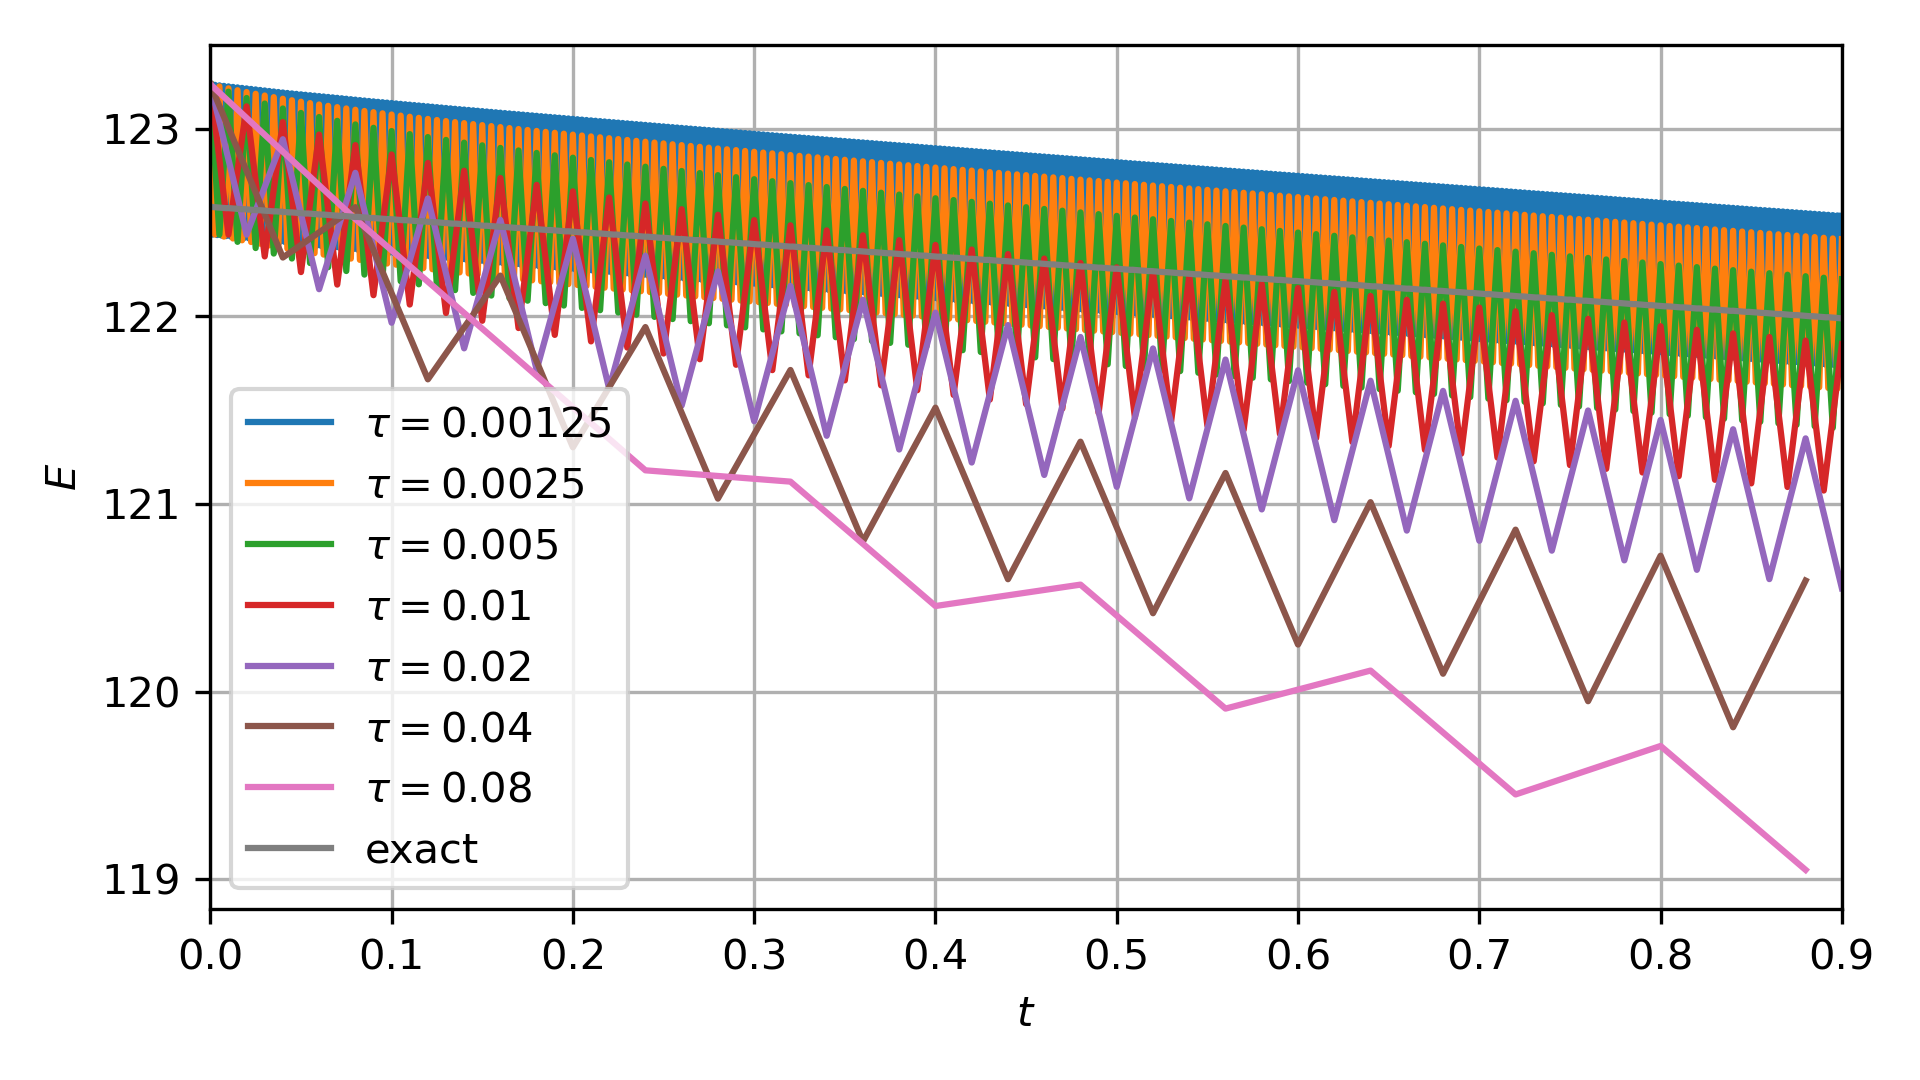 123
122
121
120
119
E
τ = 0.00125
τ = 0.0025
τ = 0.005
τ = 0.01
τ = 0.02
τ = 0.04
τ = 0.08
exact
0.0 0.1 0.2 0.3 0.4 0.5 0.6 0.7 0.8 0.9
t